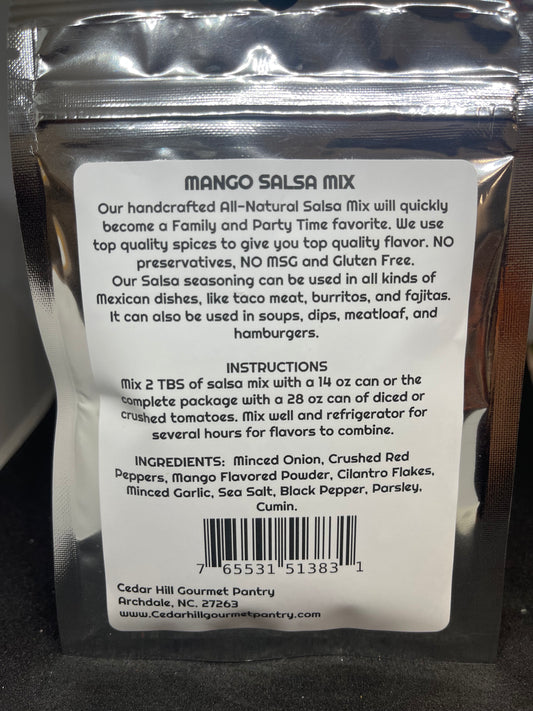 MANGO SALSA MIX
Our handcrafted All-Natural Salsa Mix will quickly
become a Family and Party Time favorite. We use
top quality spices to give you top quality flavor. NO
preservatives, NO MSG and Gluten Free.
Our Salsa seasoning can be used in all kinds of
Mexican dishes, like taco meat, burritos, and fajitas.
It can also be used in soups, dips, meatloaf, and
hamburgers.
INSTRUCTIONS
Mix 2 TBS of salsa mix with a 14 oz can or the
complete package with a 28 oz can of diced or
crushed tomatoes. Mix well and refrigerator for
several hours for flavors to combine.
INGREDIENTS: Minced Onion, Crushed Red
Peppers, Mango Flavored Powder, Cilantro Flakes,
Minced Garlic, Sea Salt, Black Pepper, Parsley,
Cumin.
7 65531 51383 1
Cedar Hill Gourmet Pantry
Archdale, NC. 27263
www.Cedarhillgourmetpantry.com